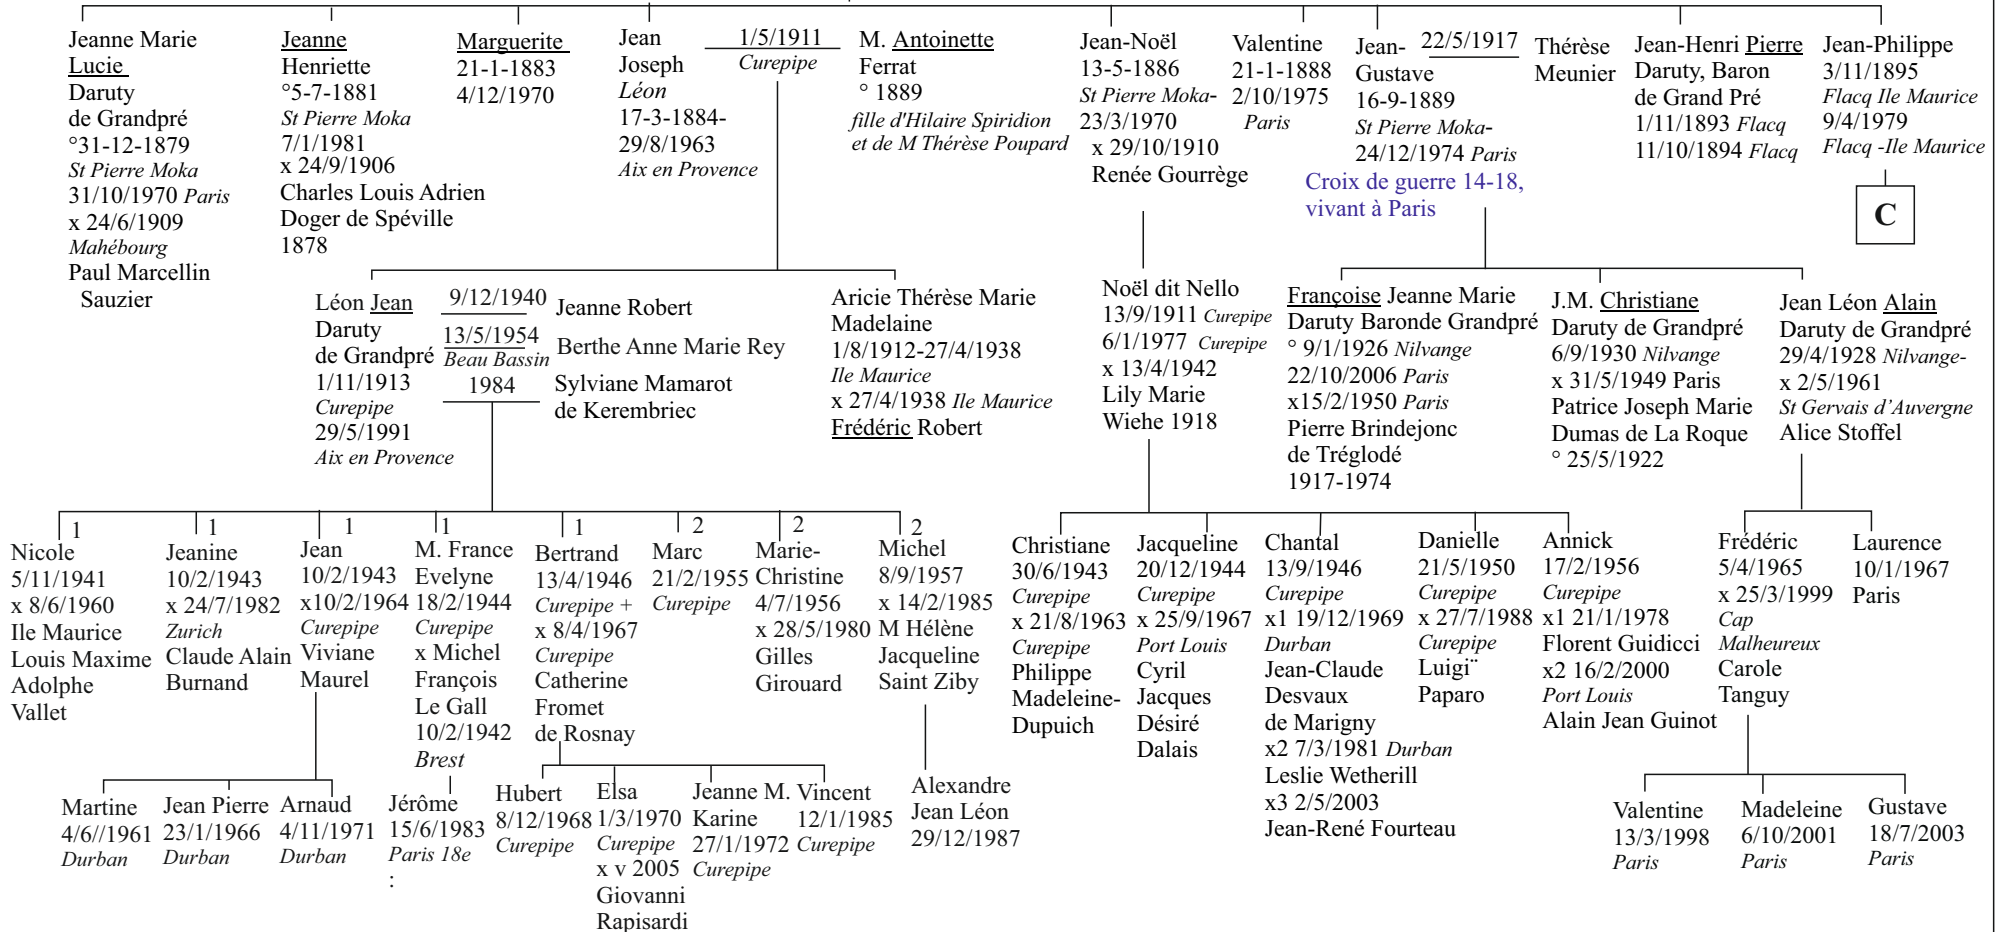 Jeanne Marie
Lucie
Daruty
de Grandpré
°31-12-1879
St Pierre Moka
31/10/1970 Paris
x 24/6/1909
Mahébourg
Paul Marcellin
Sauzier
Jeanne
Henriette
°5-7-1881
St Pierre Moka
7/1/1981
x 24/9/1906
Charles Louis Adrien
Doger de Spéville
1878
Marguerite
21-1-1883
4/12/1970
Jean
Joseph
Léon
17-3-1884-
29/8/1963
Aix en Provence
1/5/1911
Curepipe
M. Antoinette
Ferrat
° 1889
fille d'Hilaire Spiridion
et de M Thérèse Poupard
Jean-Noël
13-5-1886
St Pierre Moka-
23/3/1970
x 29/10/1910
Renée Gourrège
Valentine
21-1-1888
2/10/1975
Paris
Jean-
Gustave
16-9-1889
St Pierre Moka-
24/12/1974 Paris
Croix de guerre 14-18,
vivant à Paris
22/5/1917
Thérèse
Meunier
Jean-Henri Pierre
Daruty, Baron
de Grand Pré
1/11/1893 Flacq
11/10/1894 Flacq
Jean-Philippe
3/11/1895
Flacq Ile Maurice
9/4/1979
Flacq -Ile Maurice
C
Léon Jean
Daruty
de Grandpré
1/11/1913
Curepipe
29/5/1991
Aix en Provence
9/12/1940
Jeanne Robert
13/5/1954
Beau Bassin
Berthe Anne Marie Rey
1984
Sylviane Mamarot
de Kerembriec
Aricie Thérèse Marie
Madelaine
1/8/1912-27/4/1938
Ile Maurice
x 27/4/1938 Ile Maurice
Frédéric Robert
Noël dit Nello
13/9/1911 Curepipe
6/1/1977 Curepipe
x 13/4/1942
Lily Marie
Wiehe 1918
Françoise Jeanne Marie
Daruty Baronde Grandpré
° 9/1/1926 Nilvange
22/10/2006 Paris
x15/2/1950 Paris
Pierre Brindejonc
de Tréglodé
1917-1974
J.M. Christiane
Daruty de Grandpré
6/9/1930 Nilvange
x 31/5/1949 Paris
Patrice Joseph Marie
Dumas de La Roque
° 25/5/1922
Jean Léon Alain
Daruty de Grandpré
29/4/1928 Nilvange-
x 2/5/1961
St Gervais d'Auvergne
Alice Stoffel
1
Nicole
5/11/1941
x 8/6/1960
Ile Maurice
Louis Maxime
Adolphe
Vallet
1
Jeanine
10/2/1943
x 24/7/1982
Zurich
Claude Alain
Burnand
1
Jean
10/2/1943
x10/2/1964
Curepipe
Viviane
Maurel
1
M. France
Evelyne
18/2/1944
Curepipe
x Michel
François
Le Gall
10/2/1942
Brest
1
Bertrand
13/4/1946
Curepipe +
x 8/4/1967
Curepipe
Catherine
Fromet
de Rosnay
2
Marc
21/2/1955
Curepipe
2
Marie-
Christine
4/7/1956
x 28/5/1980
Gilles
Girouard
2
Michel
8/9/1957
x 14/2/1985
M Hélène
Jacqueline
Saint Ziby
Christiane
30/6/1943
Curepipe
x 21/8/1963
Curepipe
Philippe
Madeleine-
Dupuich
Jacqueline
20/12/1944
Curepipe
x 25/9/1967
Port Louis
Cyril
Jacques
Désiré
Dalais
Chantal
13/9/1946
Curepipe
x1 19/12/1969
Durban
Jean-Claude
Desvaux
de Marigny
x2 7/3/1981 Durban
Leslie Wetherill
x3 2/5/2003
Jean-René Fourteau
Danielle
21/5/1950
Curepipe
x 27/7/1988
Curepipe
Luigi¨
Paparo
Annick
17/2/1956
Curepipe
x1 21/1/1978
Florent Guidicci
x2 16/2/2000
Port Louis
Alain Jean Guinot
Frédéric
5/4/1965
x 25/3/1999
Cap
Malheureux
Carole
Tanguy
Laurence
10/1/1967
Paris
Martine
4/6//1961
Durban
Jean Pierre
23/1/1966
Durban
Arnaud
4/11/1971
Durban
Jérôme
15/6/1983
Paris 18e
:
Hubert
8/12/1968
Curepipe
Elsa
1/3/1970
Curepipe
x v 2005
Giovanni
Rapisardi
Jeanne M.
Karine
27/1/1972
Curepipe
Vincent
12/1/1985
Curepipe
Alexandre
Jean Léon
29/12/1987
Valentine
13/3/1998
Paris
Madeleine
6/10/2001
Paris
Gustave
18/7/2003
Paris